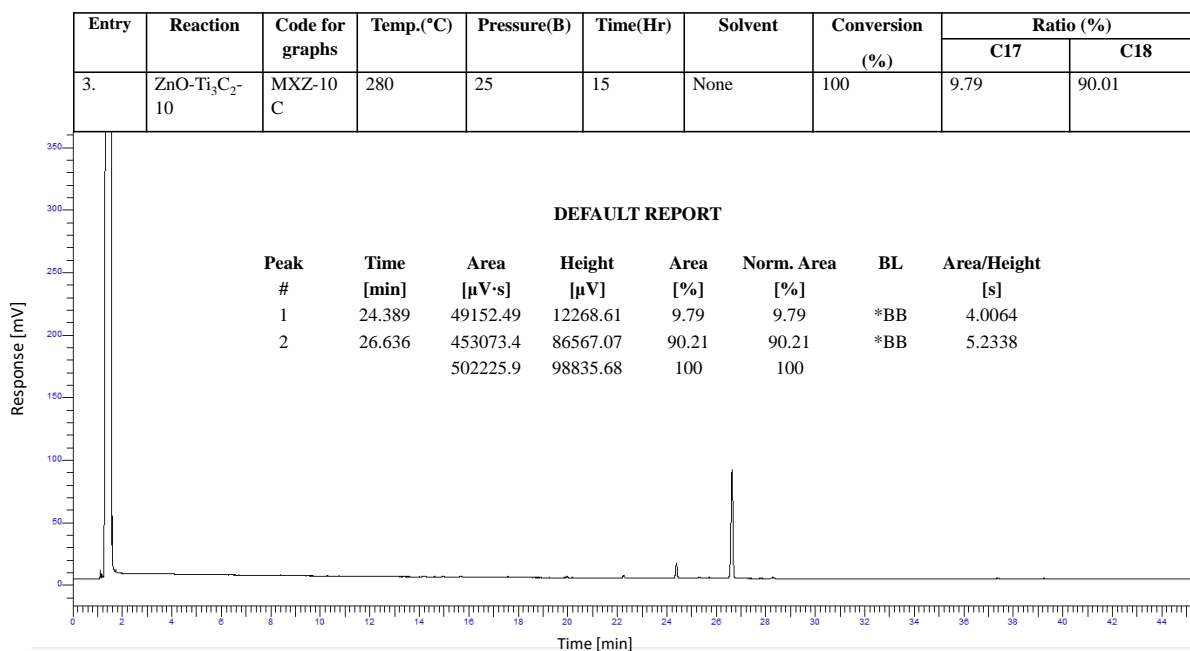 Entry Reaction Code for graphs Temp.(°C) Pressure(B) Time(Hr) Solvent Conversion (%) Ratio (%)
C17 C18
3. ZnO-Ti₃C₂-10 MXZ-10 C 280 25 15 None 100 9.79 90.01
DEFAULT REPORT
Peak Time Area Height Area Norm. Area BL Area/Height
# [min] [μV·s] [μV] [%] [%] [s]
1 24.389 49152.49 12268.61 9.79 9.79 *BB 4.0064
2 26.636 453073.4 86567.07 90.21 90.21 *BB 5.2338
502225.9 98835.68 100 100
Response [mV]
350
300
250
200
150
100
50
0
0 2 4 6 8 10 12 14 16 18 20 22 24 26 28 30 32 34 36 38 40 42 44
Time [min]